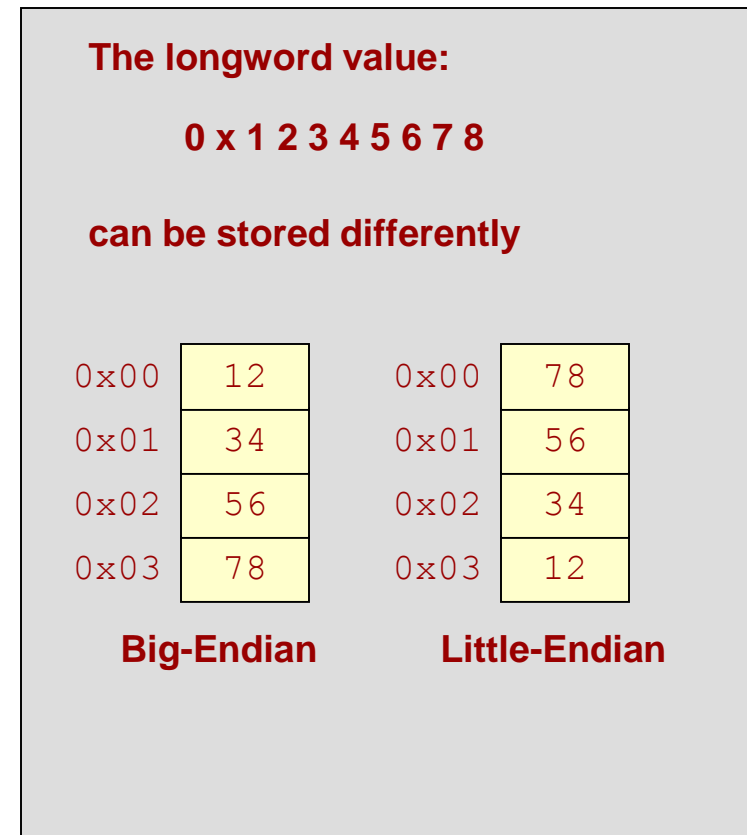 The longword value:
0 x 1 2 3 4 5 6 7 8
can be stored differently
0x00 12 0x00 78
0x01 34 0x01 56
0x02 56 0x02 34
0x03 78 0x03 12
Big-Endian Little-Endian